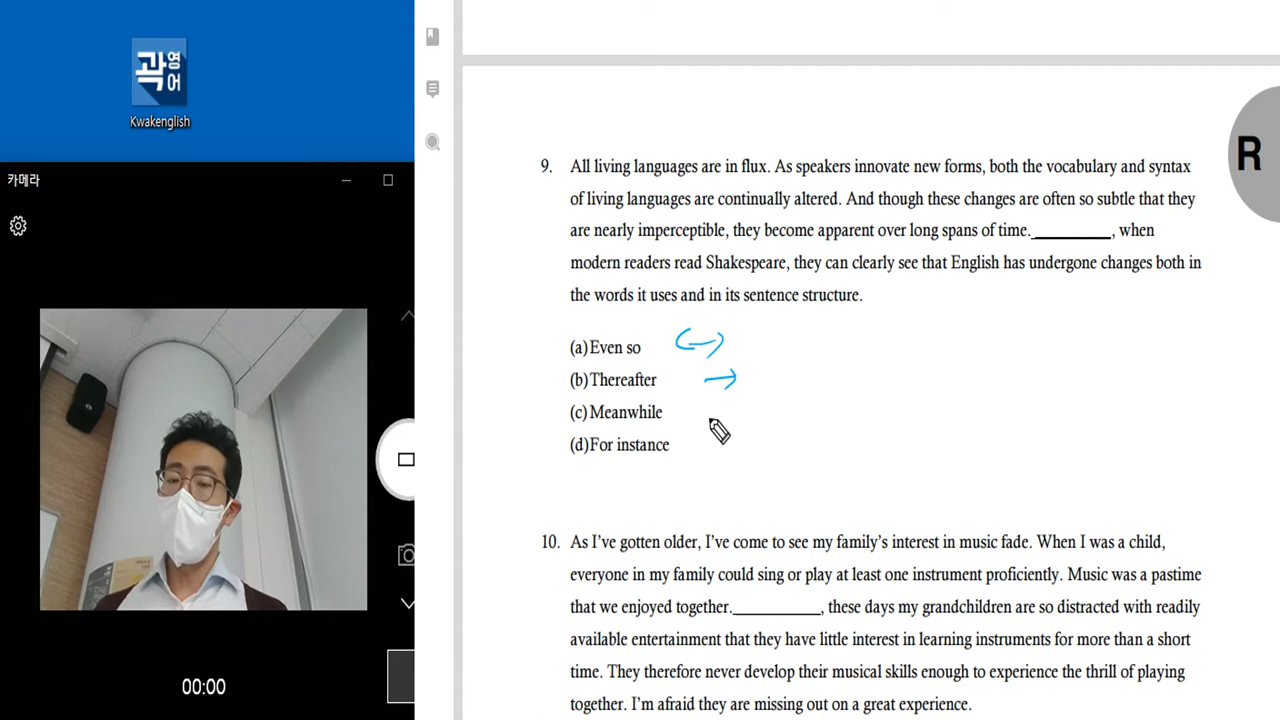 곽영어
Kwakenglish
카메라
00:00
R
9. All living languages are in flux. As speakers innovate new forms, both the vocabulary and syntax
of living languages are continually altered. And though these changes are often so subtle that they
are nearly imperceptible, they become apparent over long spans of time.__________, when
modern readers read Shakespeare, they can clearly see that English has undergone changes both in
the words it uses and in its sentence structure.
(a)Even so
(b)Thereafter
(c)Meanwhile
(d)For instance
10. As I’ve gotten older, I’ve come to see my family’s interest in music fade. When I was a child,
everyone in my family could sing or play at least one instrument proficiently. Music was a pastime
that we enjoyed together.___________, these days my grandchildren are so distracted with readily
available entertainment that they have little interest in learning instruments for more than a short
time. They therefore never develop their musical skills enough to experience the thrill of playing
together. I’m afraid they are missing out on a great experience.